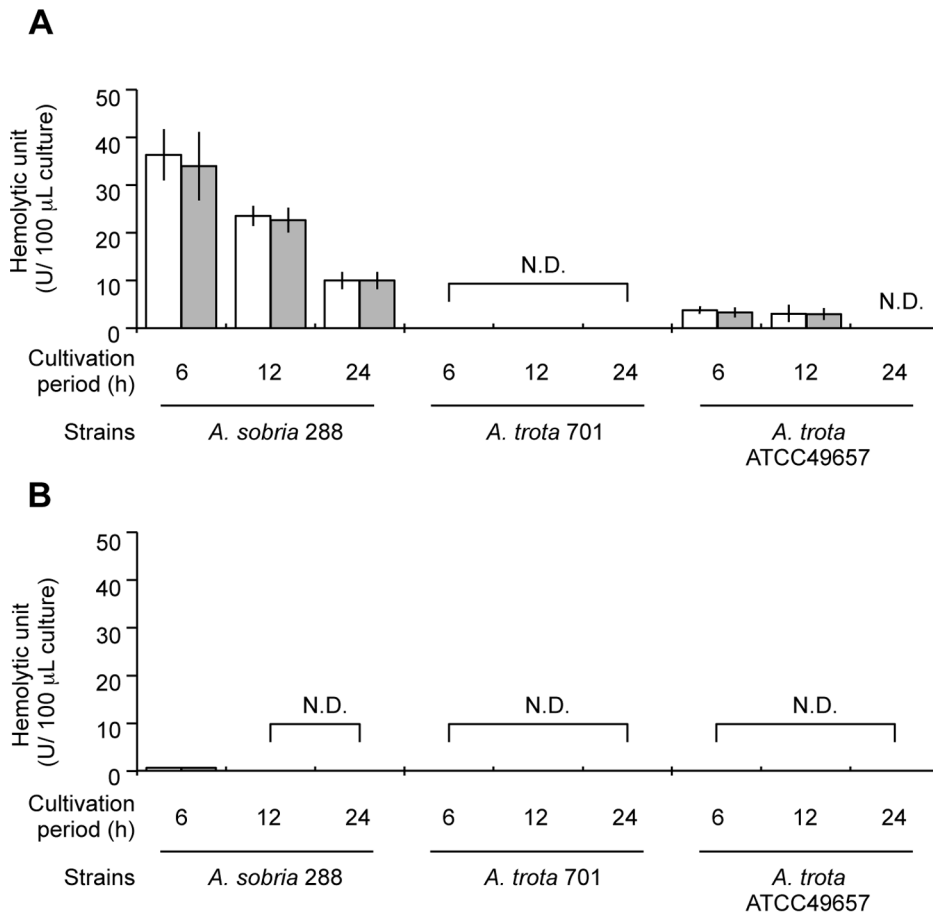 A
Hemolytic unit
(U/ 100 μL culture)
50
40
30
20
10
0
N.D.
N.D.
Cultivation
period (h)
6 12 24 6 12 24 6 12 24
Strains
A. sobria 288
A. trota 701
A. trota
ATCC49657
B
Hemolytic unit
(U/ 100 μL culture)
50
40
30
20
10
0
N.D.
N.D.
N.D.
Cultivation
period (h)
6 12 24 6 12 24 6 12 24
Strains
A. sobria 288
A. trota 701
A. trota
ATCC49657